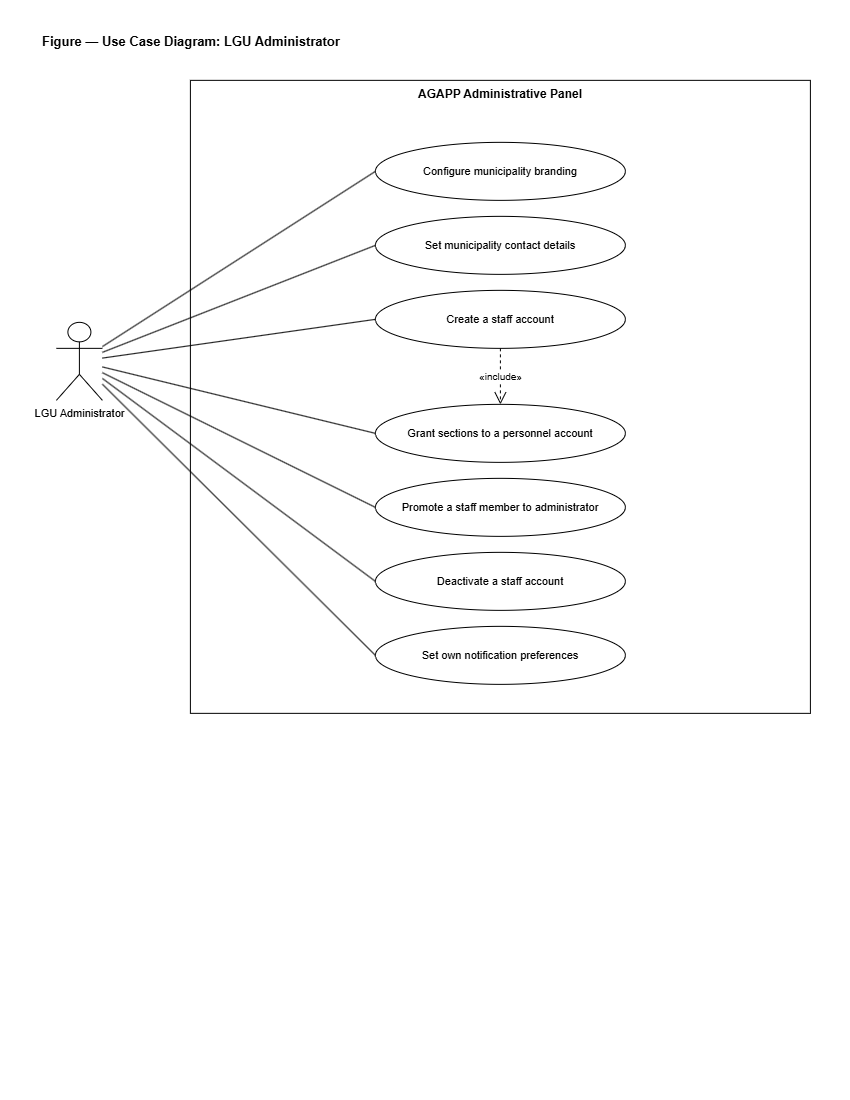 Figure — Use Case Diagram: LGU Administrator
AGAPP Administrative Panel
Configure municipality branding
Set municipality contact details
Create a staff account
«include»
LGU Administrator
Grant sections to a personnel account
Promote a staff member to administrator
Deactivate a staff account
Set own notification preferences